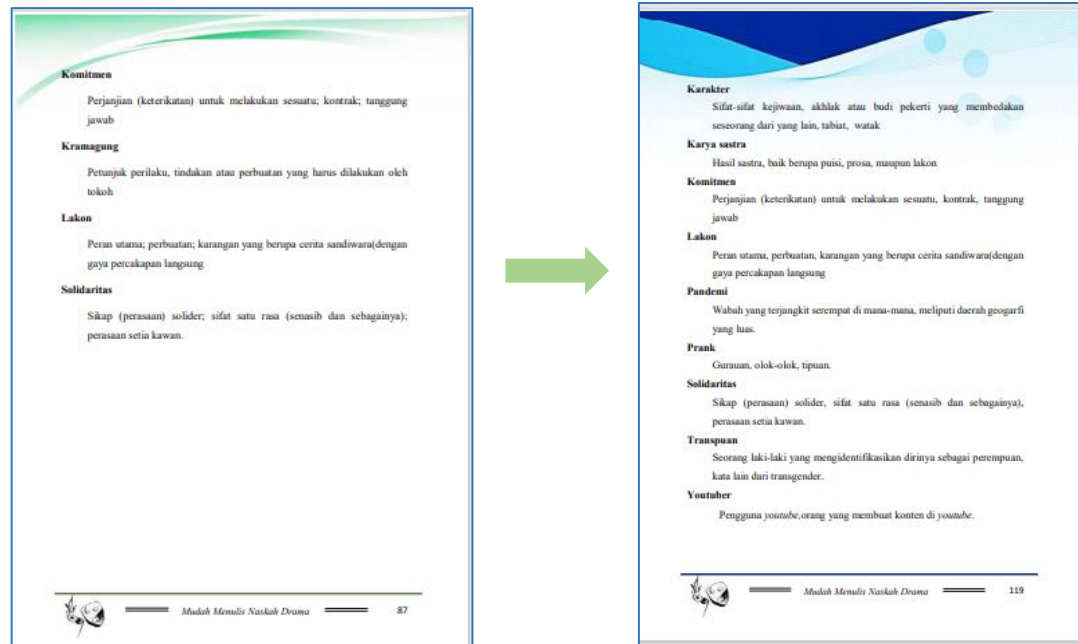 Komitmen
Perjanjian (keterikatan) untuk melakukan sesuatu; kontrak; tanggung
jawab
Kramagung
Petunjuk perilaku, tindakan atau perbuatan yang harus dilakukan oleh
tokoh
Lakon
Peran utama; perbuatan; karangan yang berupa cerita sandiwara(dengan
gaya percakapan langsung
Solidaritas
Sikap (perasaan) solider; sifat satu rasa (senasib dan sebagainya);
perasaan setia kawan.
Mudah Menulis Naskah Drama 87
Karakter
Sifat-sifat kejiwaan, akhlak atau budi pekerti yang membedakan
seseorang dari yang lain, tabiat, watak
Karya sastra
Hasil sastra, baik berupa puisi, prosa, maupun lakon
Komitmen
Perjanjian (keterikatan) untuk melakukan sesuatu, kontrak, tanggung
jawab
Lakon
Peran utama, perbuatan, karangan yang berupa cerita sandiwara(dengan
gaya percakapan langsung
Pandemi
Wabah yang terjangkit serempat di mana-mana, meliputi daerah geogarfi
yang luas.
Prank
Gurauan, olok-olok, tipuan.
Solidaritas
Sikap (perasaan) solider, sifat satu rasa (senasib dan sebagainya),
perasaan setia kawan.
Transpuan
Seorang laki-laki yang mengidentifikasikan dirinya sebagai perempuan,
kata lain dari transgender.
Youtuber
Pengguna youtube,orang yang membuat konten di youtube.
Mudah Menulis Naskah Drama 119